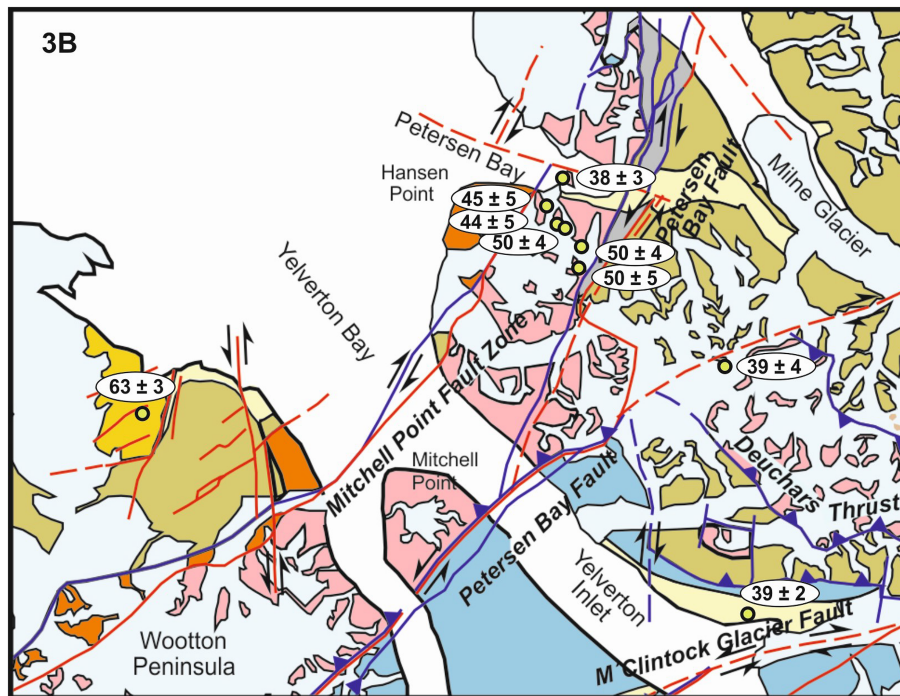 3B
Petersen Bay
Hansen
Point
38 ± 3
45 ± 5
44 ± 5
50 ± 4
50 ± 4
50 ± 5
Petersen
Bay Fault
Milne Glacier
Yelverton Bay
63 ± 3
39 ± 4
Mitchell Point Fault Zone
Mitchell
Point
Deuchars
Thrust
Petersen Bay Fault
Yelverton
Inlet
39 ± 2
M'Clintock Glacier Fault
Wootton
Peninsula